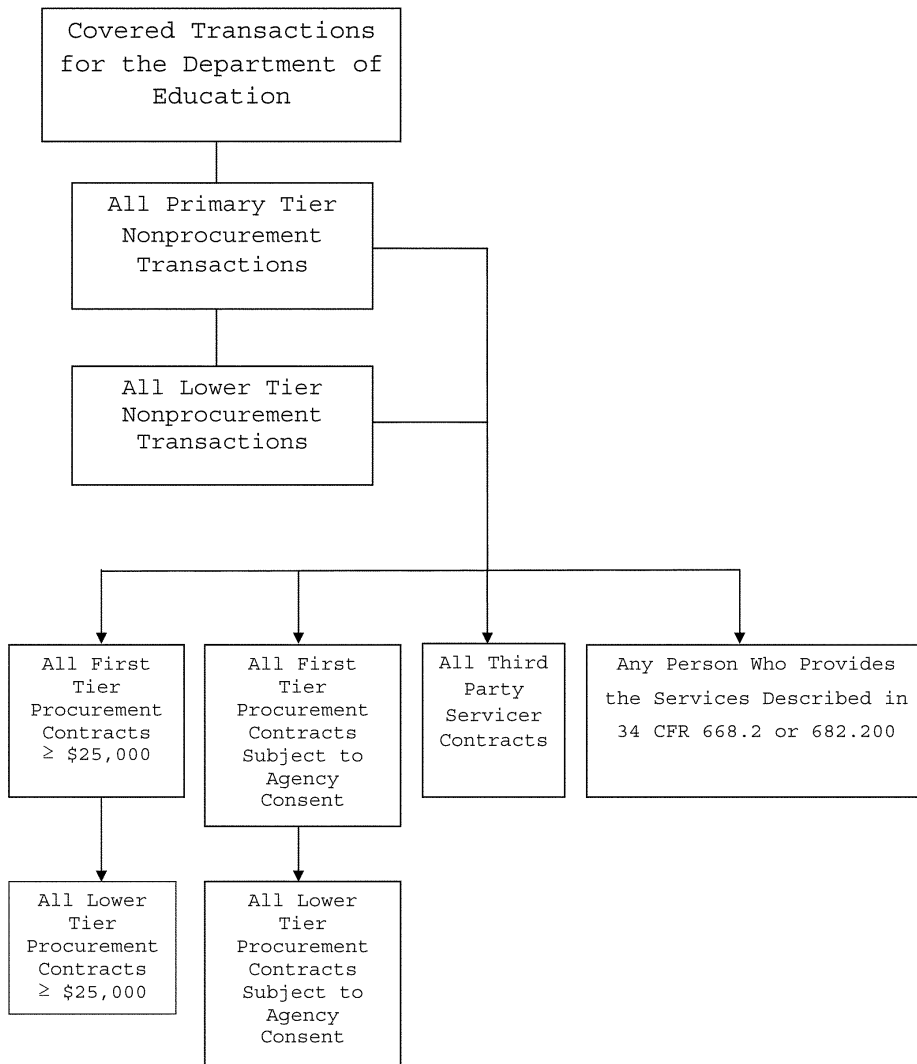 Covered Transactions
for the Department of
Education
All Primary Tier
Nonprocurement
Transactions
All Lower Tier
Nonprocurement
Transactions
All First
Tier
Procurement
Contracts
≥ $25,000
All First
Tier
Procurement
Contracts
Subject to
Agency
Consent
All Third
Party
Servicer
Contracts
Any Person Who Provides
the Services Described in
34 CFR 668.2 or 682.200
All Lower
Tier
Procurement
Contracts
≥ $25,000
All Lower
Tier
Procurement
Contracts
Subject to
Agency
Consent